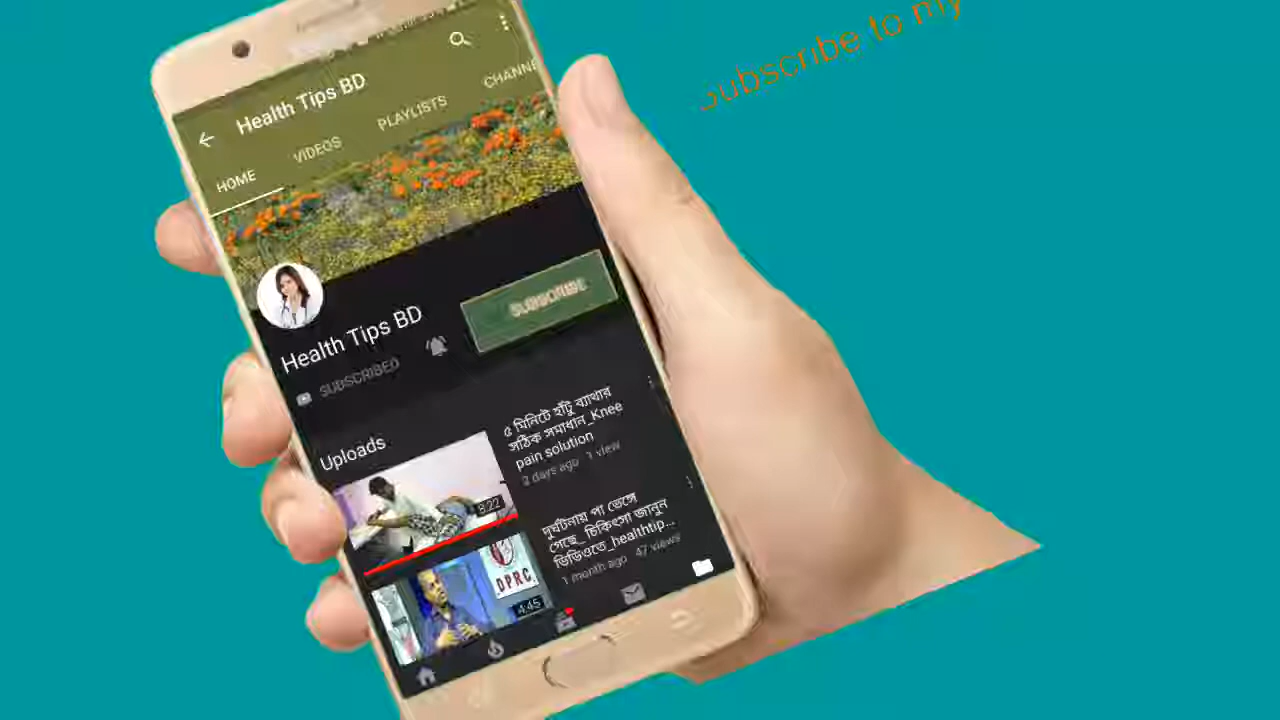 Subscribe to my
Health Tips BD
HOME
VIDEOS
PLAYLISTS
CHANNE
Health Tips BD
SUBSCRIBED
SUBSCRIBE
Uploads
8:22
৫ মিনিটে হাঁটু ব্যাথার
সঠিক সমাধান_Knee
pain solution
2 days ago 1 view
DPRC
4:45
দুর্ঘটনায় পা ভেঙ্গে
গেছে_ চিকিৎসা জানুন
ভিডিওতে_healthtip...
1 month ago 47 views